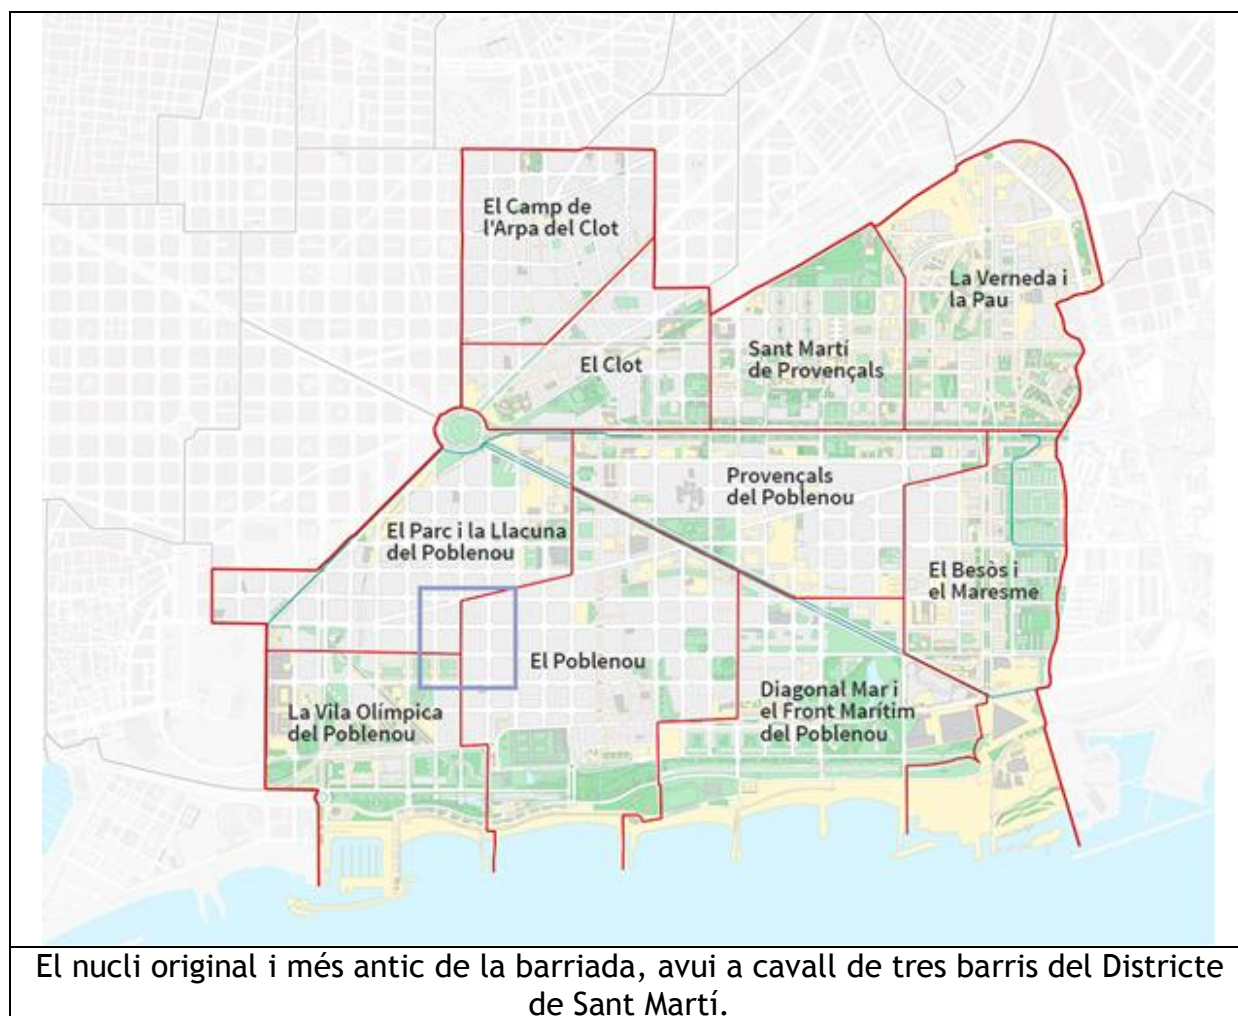 El Camp de
l'Arpa del Clot
La Verneda i
la Pau
El Clot
Sant Martí
de Provençals
Provençals
del Poblenou
El Parc i la Llacuna
del Poblenou
El Besòs i
el Maresme
El Poblenou
Diagonal Mar i
el Front Marítim
del Poblenou
La Vila Olímpica
del Poblenou
El nucli original i més antic de la barriada, avui a cavall de tres barris del Districte
de Sant Martí.